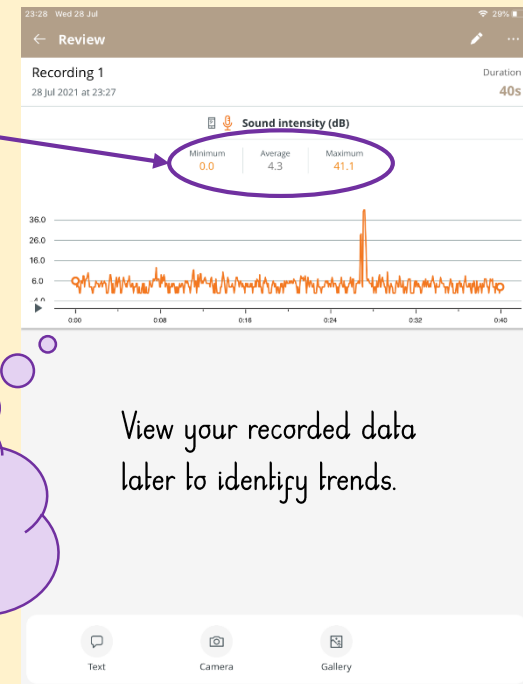 23:28 Wed 28 Jul
29%
← Review
...
Recording 1
Duration
28 Jul 2021 at 23:27
40s
Sound intensity (dB)
Minimum Average Maximum
0.0 4.3 41.1
36.0
26.0
16.0
6.0
-4.0
0:00 0:08 0:16 0:24 0:32 0:40
View your recorded data
later to identify trends.
Text Camera Gallery